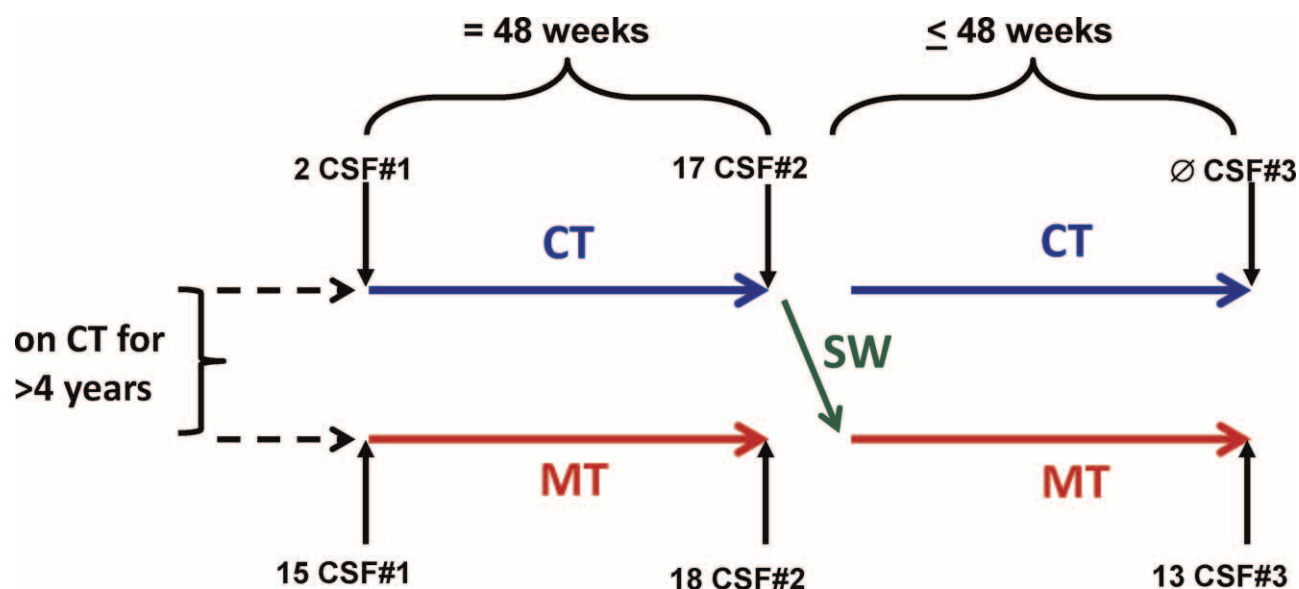 = 48 weeks
≤ 48 weeks
2 CSF#1
17 CSF#2
∅ CSF#3
CT
CT
on CT for
>4 years
SW
MT
MT
15 CSF#1
18 CSF#2
13 CSF#3